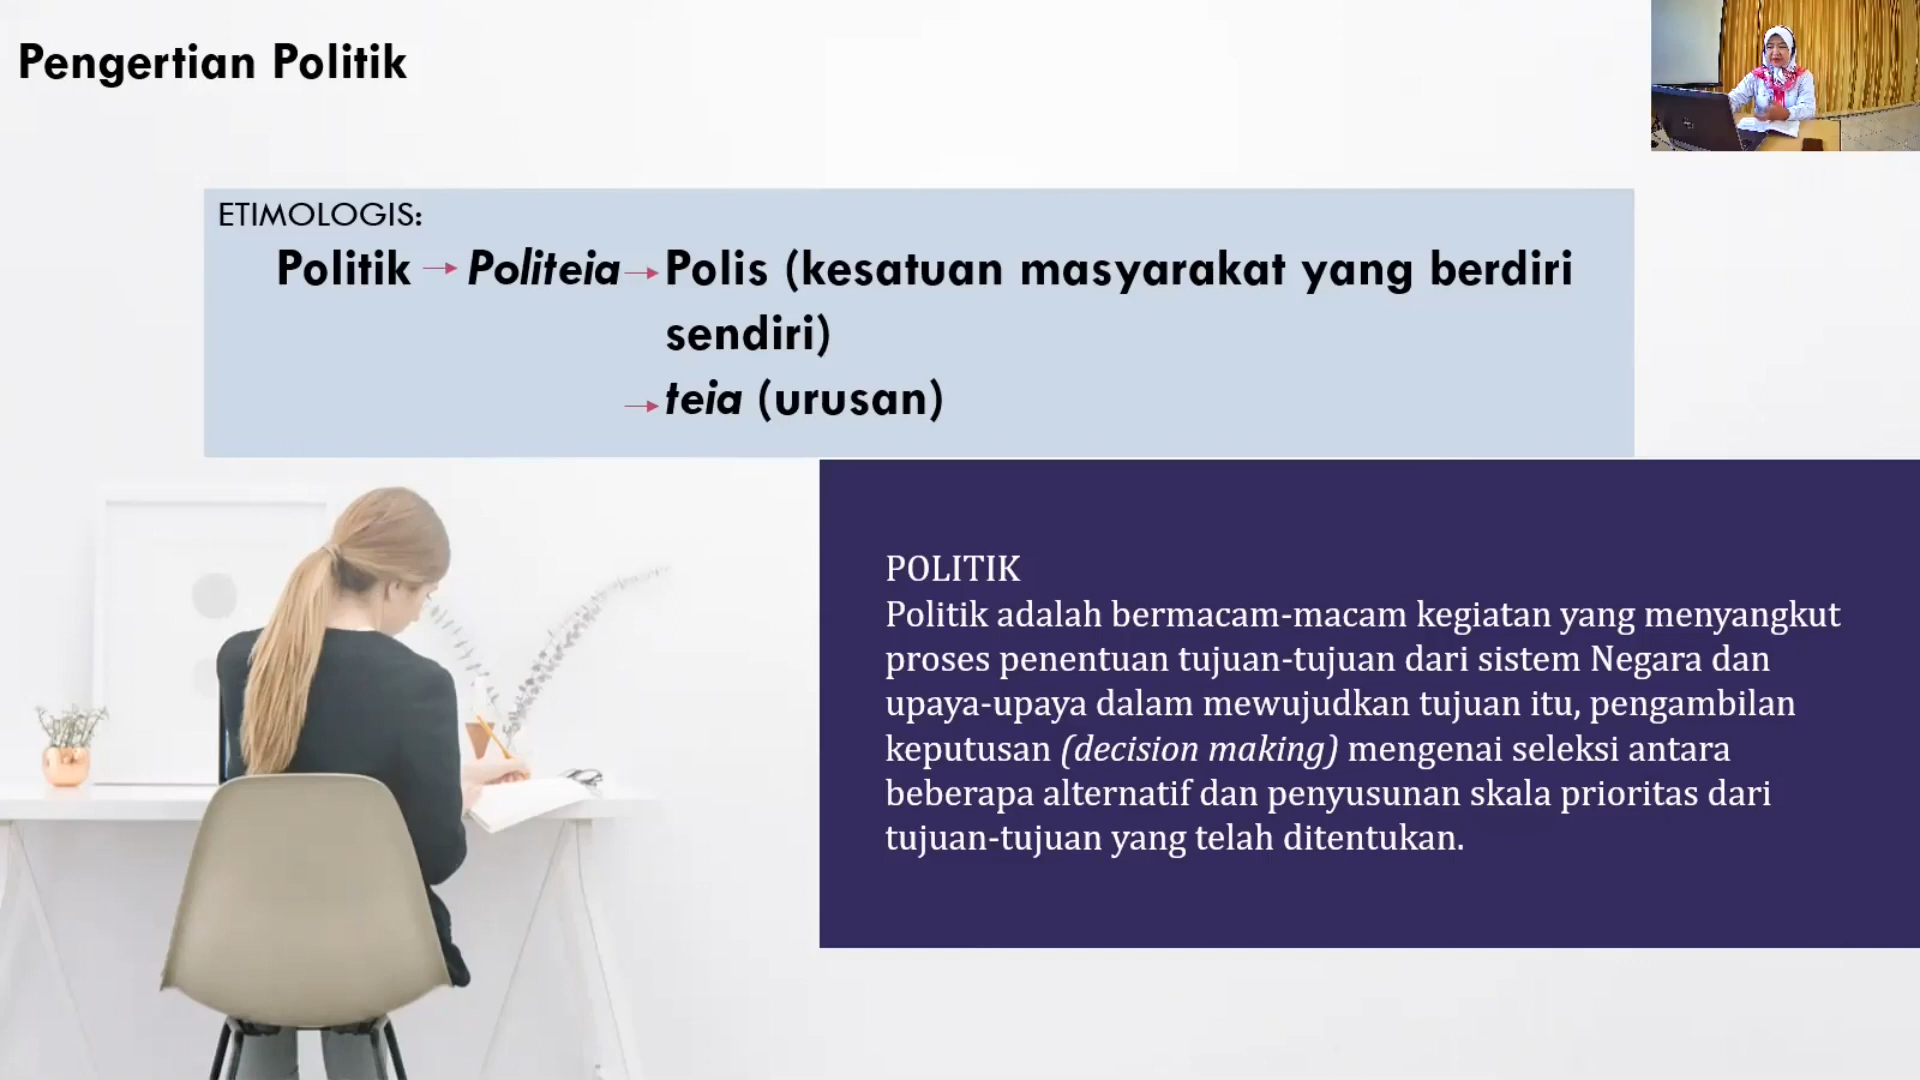 Pengertian Politik
ETIMOLOGIS:
Politik → Politeia → Polis (kesatuan masyarakat yang berdiri
sendiri)
→ teia (urusan)
POLITIK
Politik adalah bermacam-macam kegiatan yang menyangkut
proses penentuan tujuan-tujuan dari sistem Negara dan
upaya-upaya dalam mewujudkan tujuan itu, pengambilan
keputusan (decision making) mengenai seleksi antara
beberapa alternatif dan penyusunan skala prioritas dari
tujuan-tujuan yang telah ditentukan.